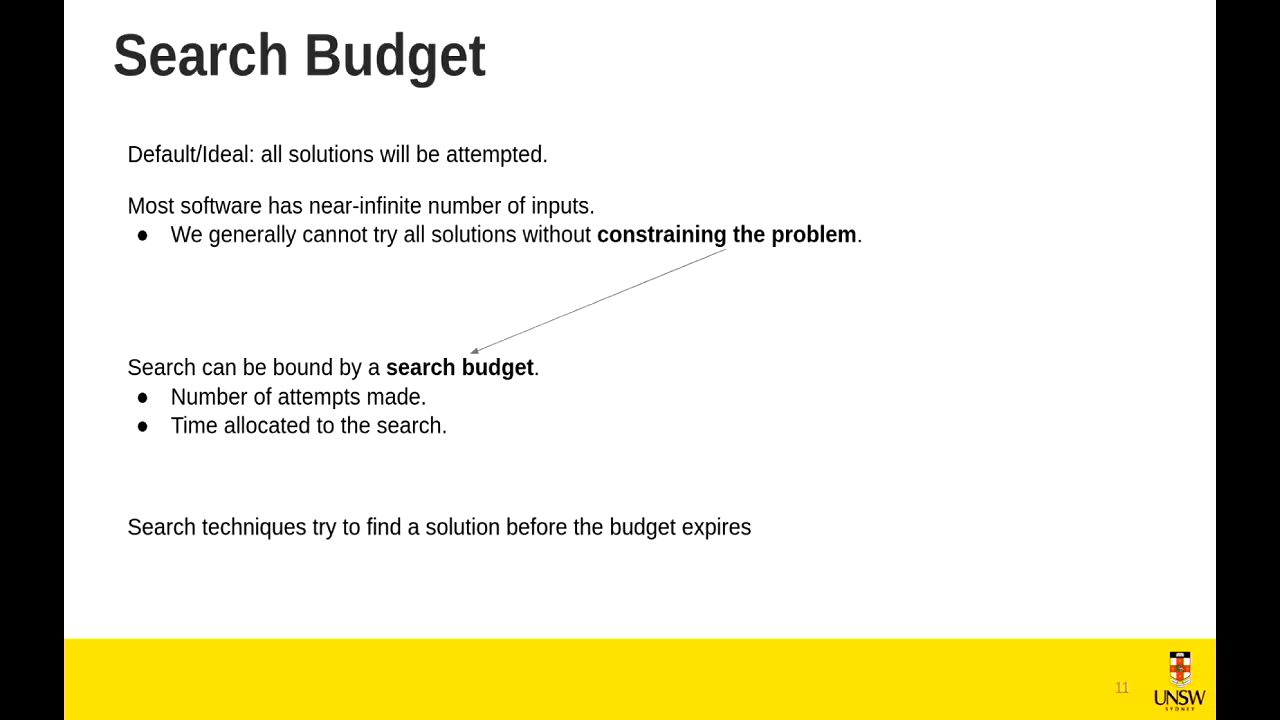 Search Budget
Default/Ideal: all solutions will be attempted.
Most software has near-infinite number of inputs.
● We generally cannot try all solutions without constraining the problem.
Search can be bound by a search budget.
● Number of attempts made.
● Time allocated to the search.
Search techniques try to find a solution before the budget expires
11
UNSW
SYDNEY